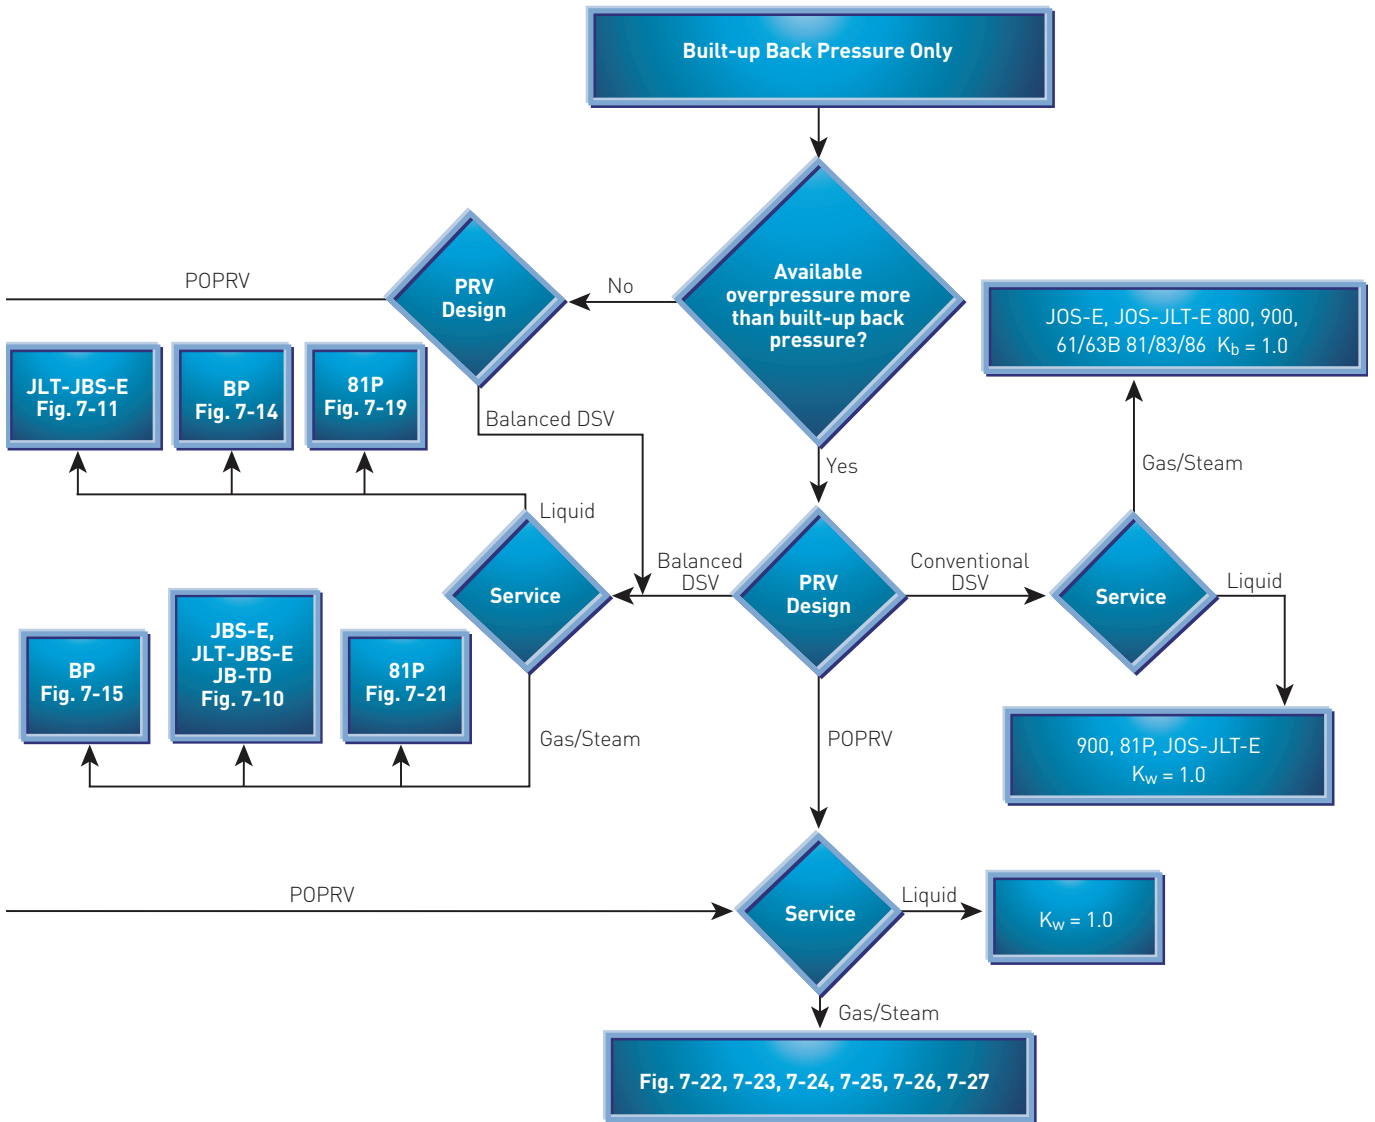 Built-up Back Pressure Only
Available
overpressure more
than built-up back
pressure?
No
PRV
Design
POPRV
JOS-E, JOS-JLT-E 800, 900,
61/63B 81/83/86 Kb = 1.0
JLT-JBS-E
Fig. 7-11
BP
Fig. 7-14
81P
Fig. 7-19
Balanced DSV
Yes
Gas/Steam
Liquid
Service
Balanced
DSV
PRV
Design
Conventional
DSV
Service
Liquid
BP
Fig. 7-15
JBS-E,
JLT-JBS-E
JB-TD
Fig. 7-10
81P
Fig. 7-21
Gas/Steam
POPRV
900, 81P, JOS-JLT-E
Kw = 1.0
POPRV
Service
Liquid
Kw = 1.0
Gas/Steam
Fig. 7-22, 7-23, 7-24, 7-25, 7-26, 7-27